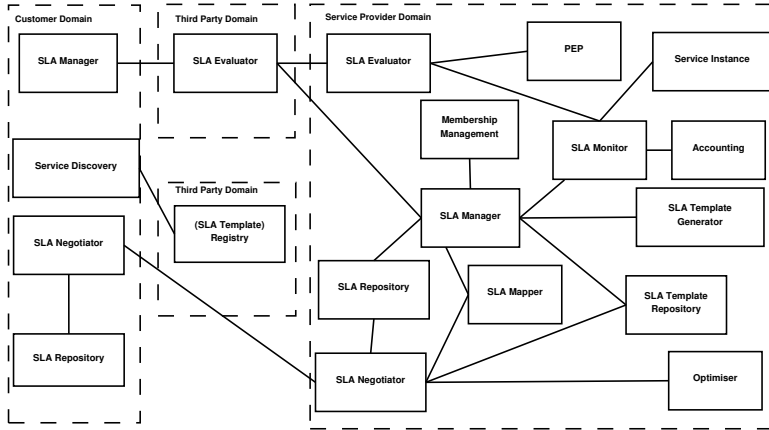 Customer Domain
SLA Manager
Service Discovery
SLA Negotiator
SLA Repository
Third Party Domain
SLA Evaluator
Third Party Domain
(SLA Template)
Registry
Service Provider Domain
SLA Evaluator
PEP
Service Instance
Membership
Management
SLA Monitor
Accounting
SLA Manager
SLA Template
Generator
SLA Repository
SLA Mapper
SLA Template
Repository
SLA Negotiator
Optimiser